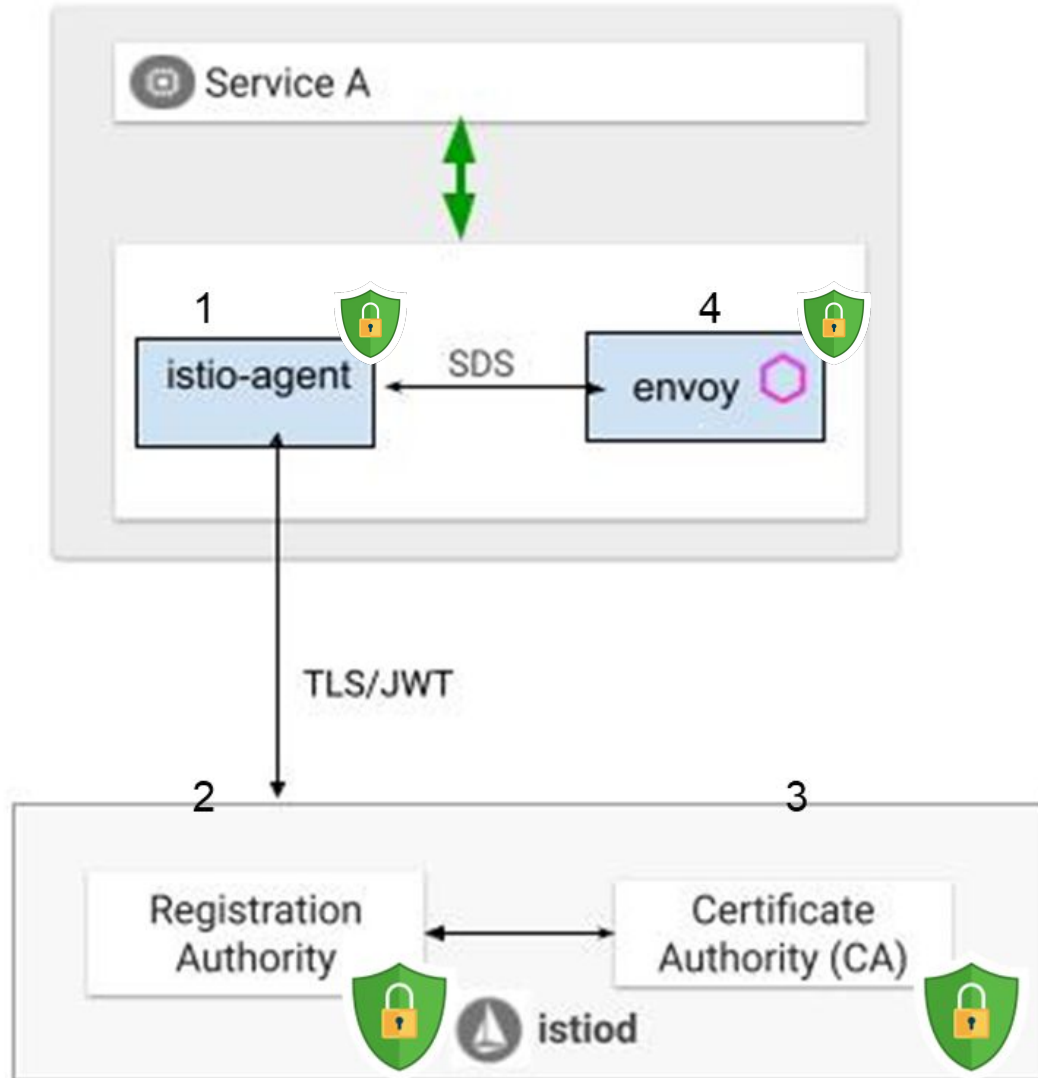 Service A
1
4
istio-agent
SDS
envoy
TLS/JWT
2
3
Registration
Authority
Certificate
Authority (CA)
istiod